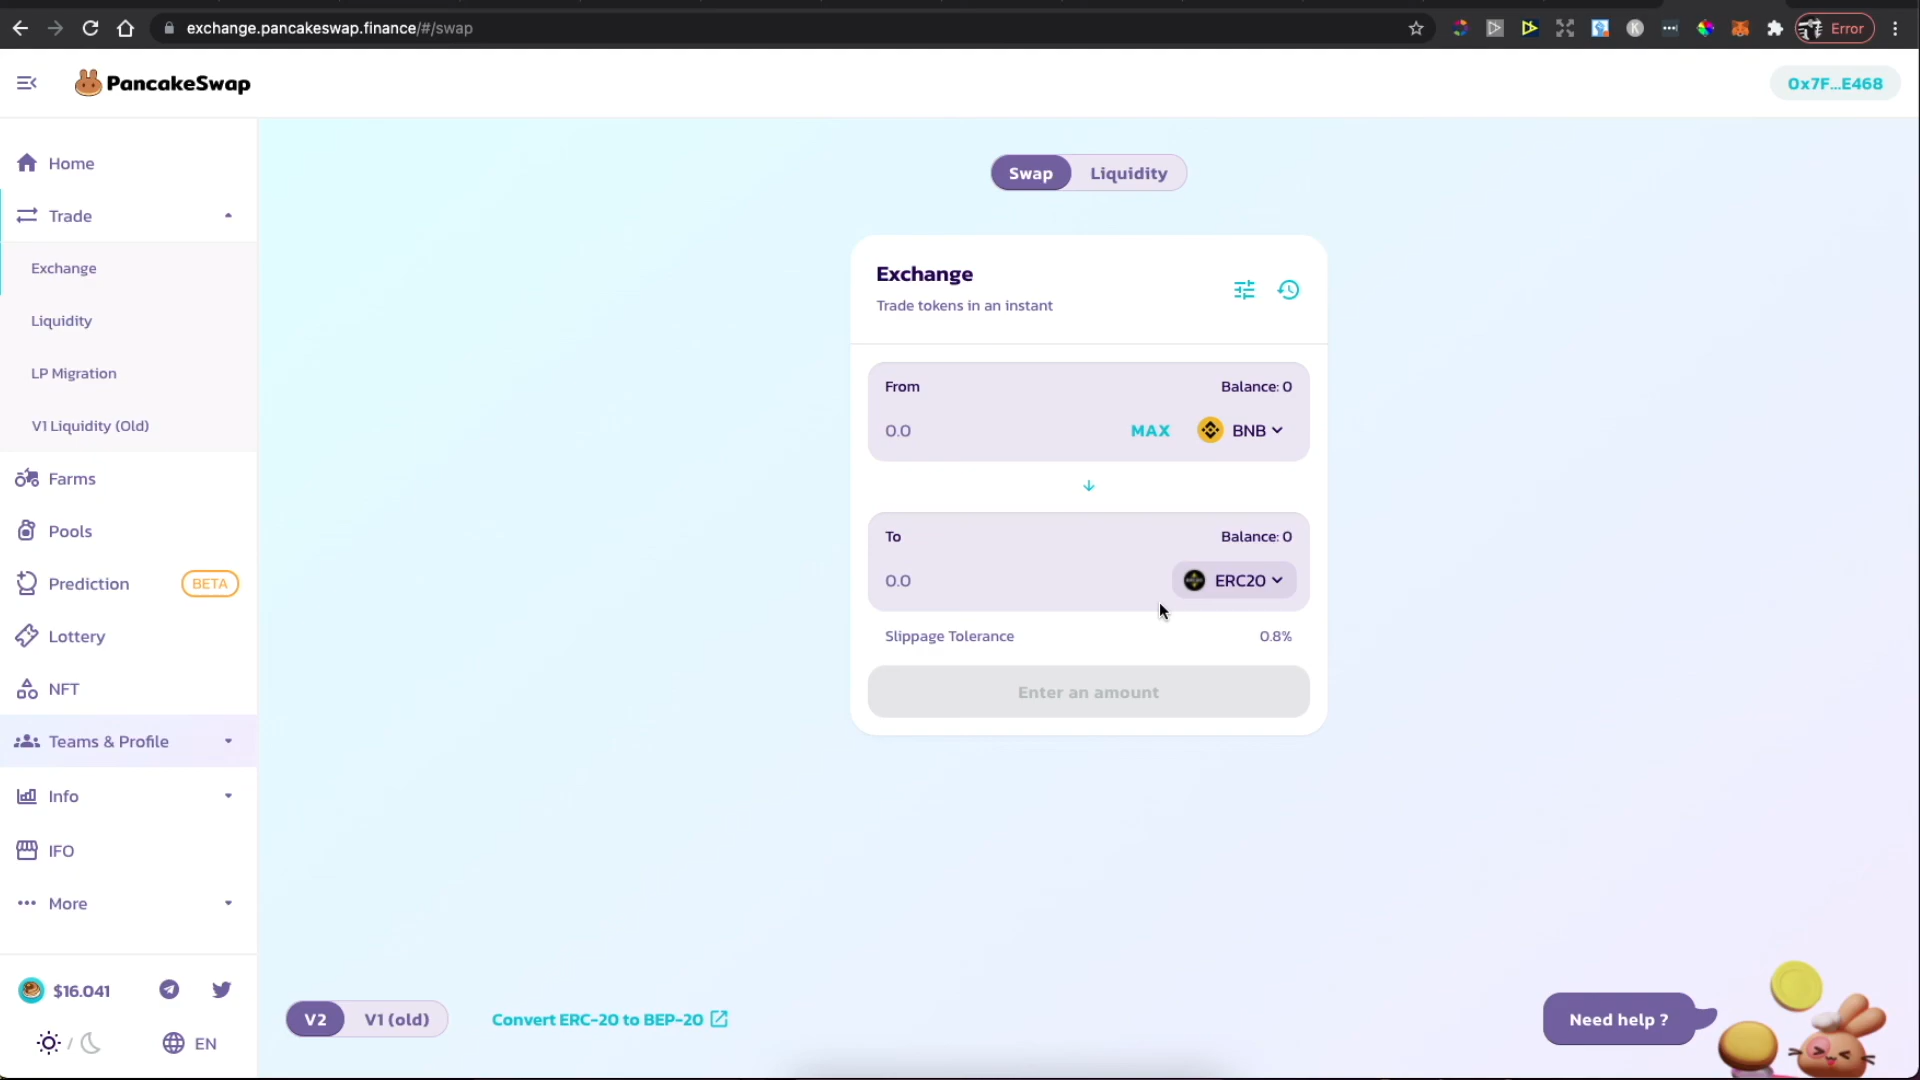 exchange.pancakeswap.finance/#/swap
Error
PancakeSwap
0x7F...E468
Home
Trade
Exchange
Liquidity
LP Migration
V1 Liquidity (Old)
Farms
Pools
Prediction
BETA
Lottery
NFT
Teams & Profile
Info
IFO
More
$16.041
EN
Swap
Liquidity
Exchange
Trade tokens in an instant
From
Balance: 0
0.0
MAX
BNB
To
Balance: 0
0.0
ERC20
Slippage Tolerance
0.8%
Enter an amount
V2
V1 (old)
Convert ERC-20 to BEP-20
Need help ?